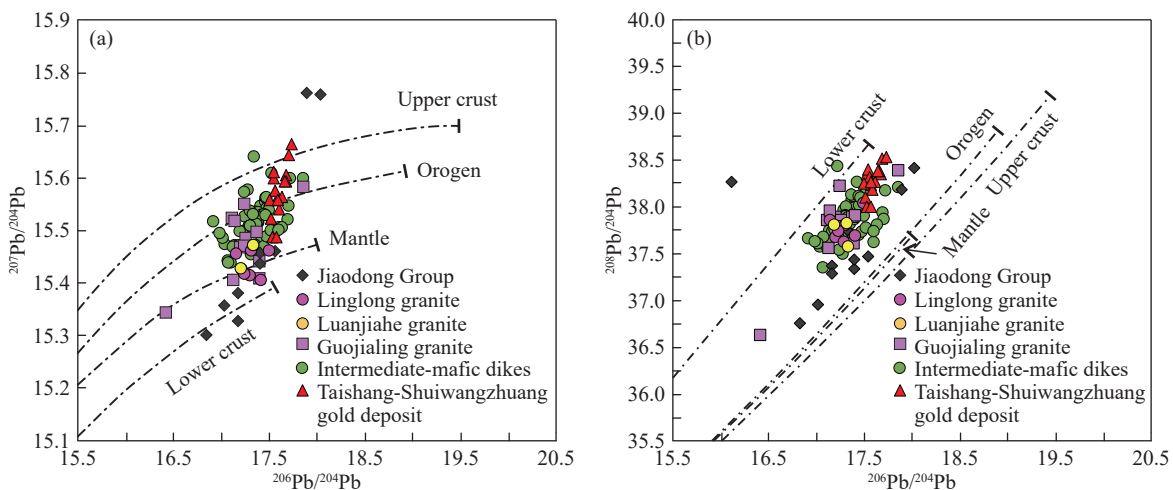 (a)
15.9
15.8
15.7
15.6
15.5
15.4
15.3
15.2
15.1
²⁰⁷Pb/²⁰⁴Pb
Upper crust
Orogen
Mantle
Lower crust
Jiaodong Group
Linglong granite
Luanjiahe granite
Guojialing granite
Intermediate-mafic dikes
Taishang-Shuiwangzhuang
gold deposit
15.5 16.5 17.5 18.5 19.5 20.5
²⁰⁶Pb/²⁰⁴Pb
(b)
40.0
39.5
39.0
38.5
38.0
37.5
37.0
36.5
36.0
35.5
²⁰⁸Pb/²⁰⁴Pb
Lower crust
Orogen
Upper crust
Mantle
Jiaodong Group
Linglong granite
Luanjiahe granite
Guojialing granite
Intermediate-mafic dikes
Taishang-Shuiwangzhuang
gold deposit
15.5 16.5 17.5 18.5 19.5 20.5
²⁰⁶Pb/²⁰⁴Pb